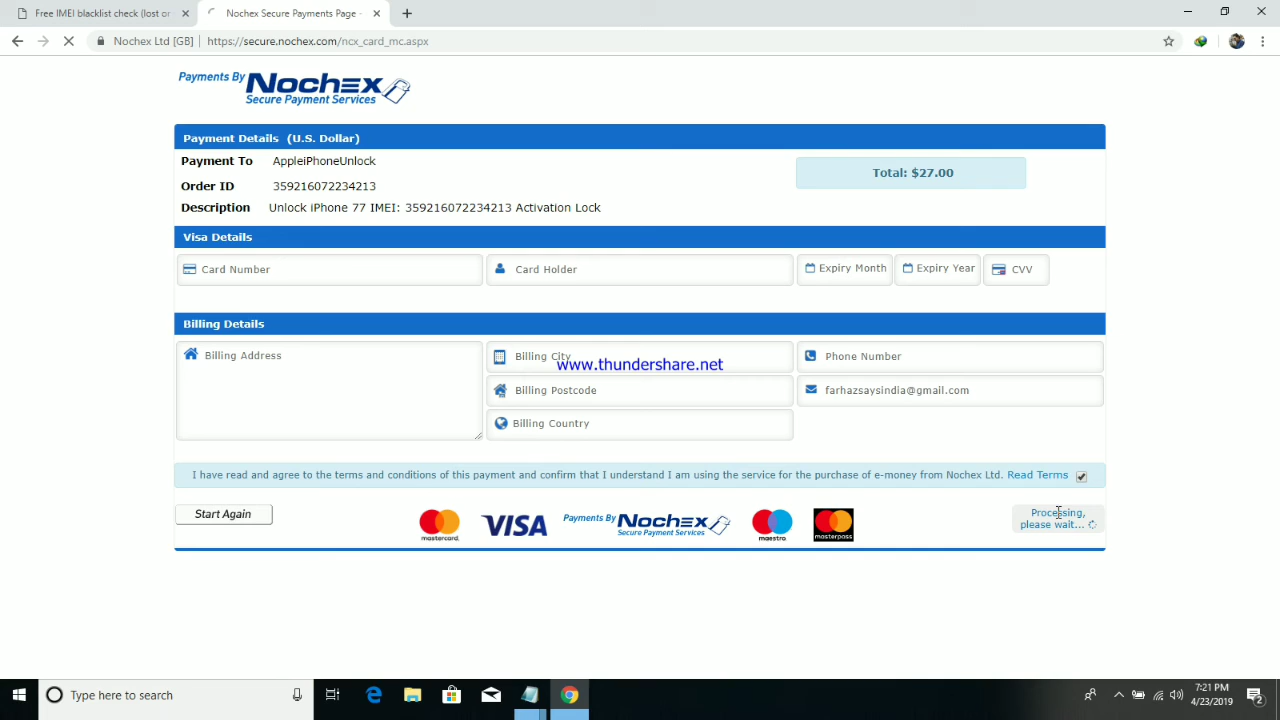 Free IMEI blacklist check (lost or
Nochex Secure Payments Page -
Nochex Ltd [GB] https://secure.nochex.com/ncx_card_mc.aspx
Payments By Nochex
Secure Payment Services
Payment Details (U.S. Dollar)
Payment To AppleiPhoneUnlock
Total: $27.00
Order ID 359216072234213
Description Unlock iPhone 77 IMEI: 359216072234213 Activation Lock
Visa Details
Card Number Card Holder Expiry Month Expiry Year CVV
Billing Details
Billing Address Billing City Phone Number
www.thundershare.net
Billing Postcode farhazsaysindia@gmail.com
Billing Country
I have read and agree to the terms and conditions of this payment and confirm that I understand I am using the service for the purchase of e-money from Nochex Ltd. Read Terms
Start Again
mastercard.
VISA
Payments By Nochex
Secure Payment Services
maestro
masterpass
Processing,
please wait...
Type here to search
7:21 PM
4/23/2019
2